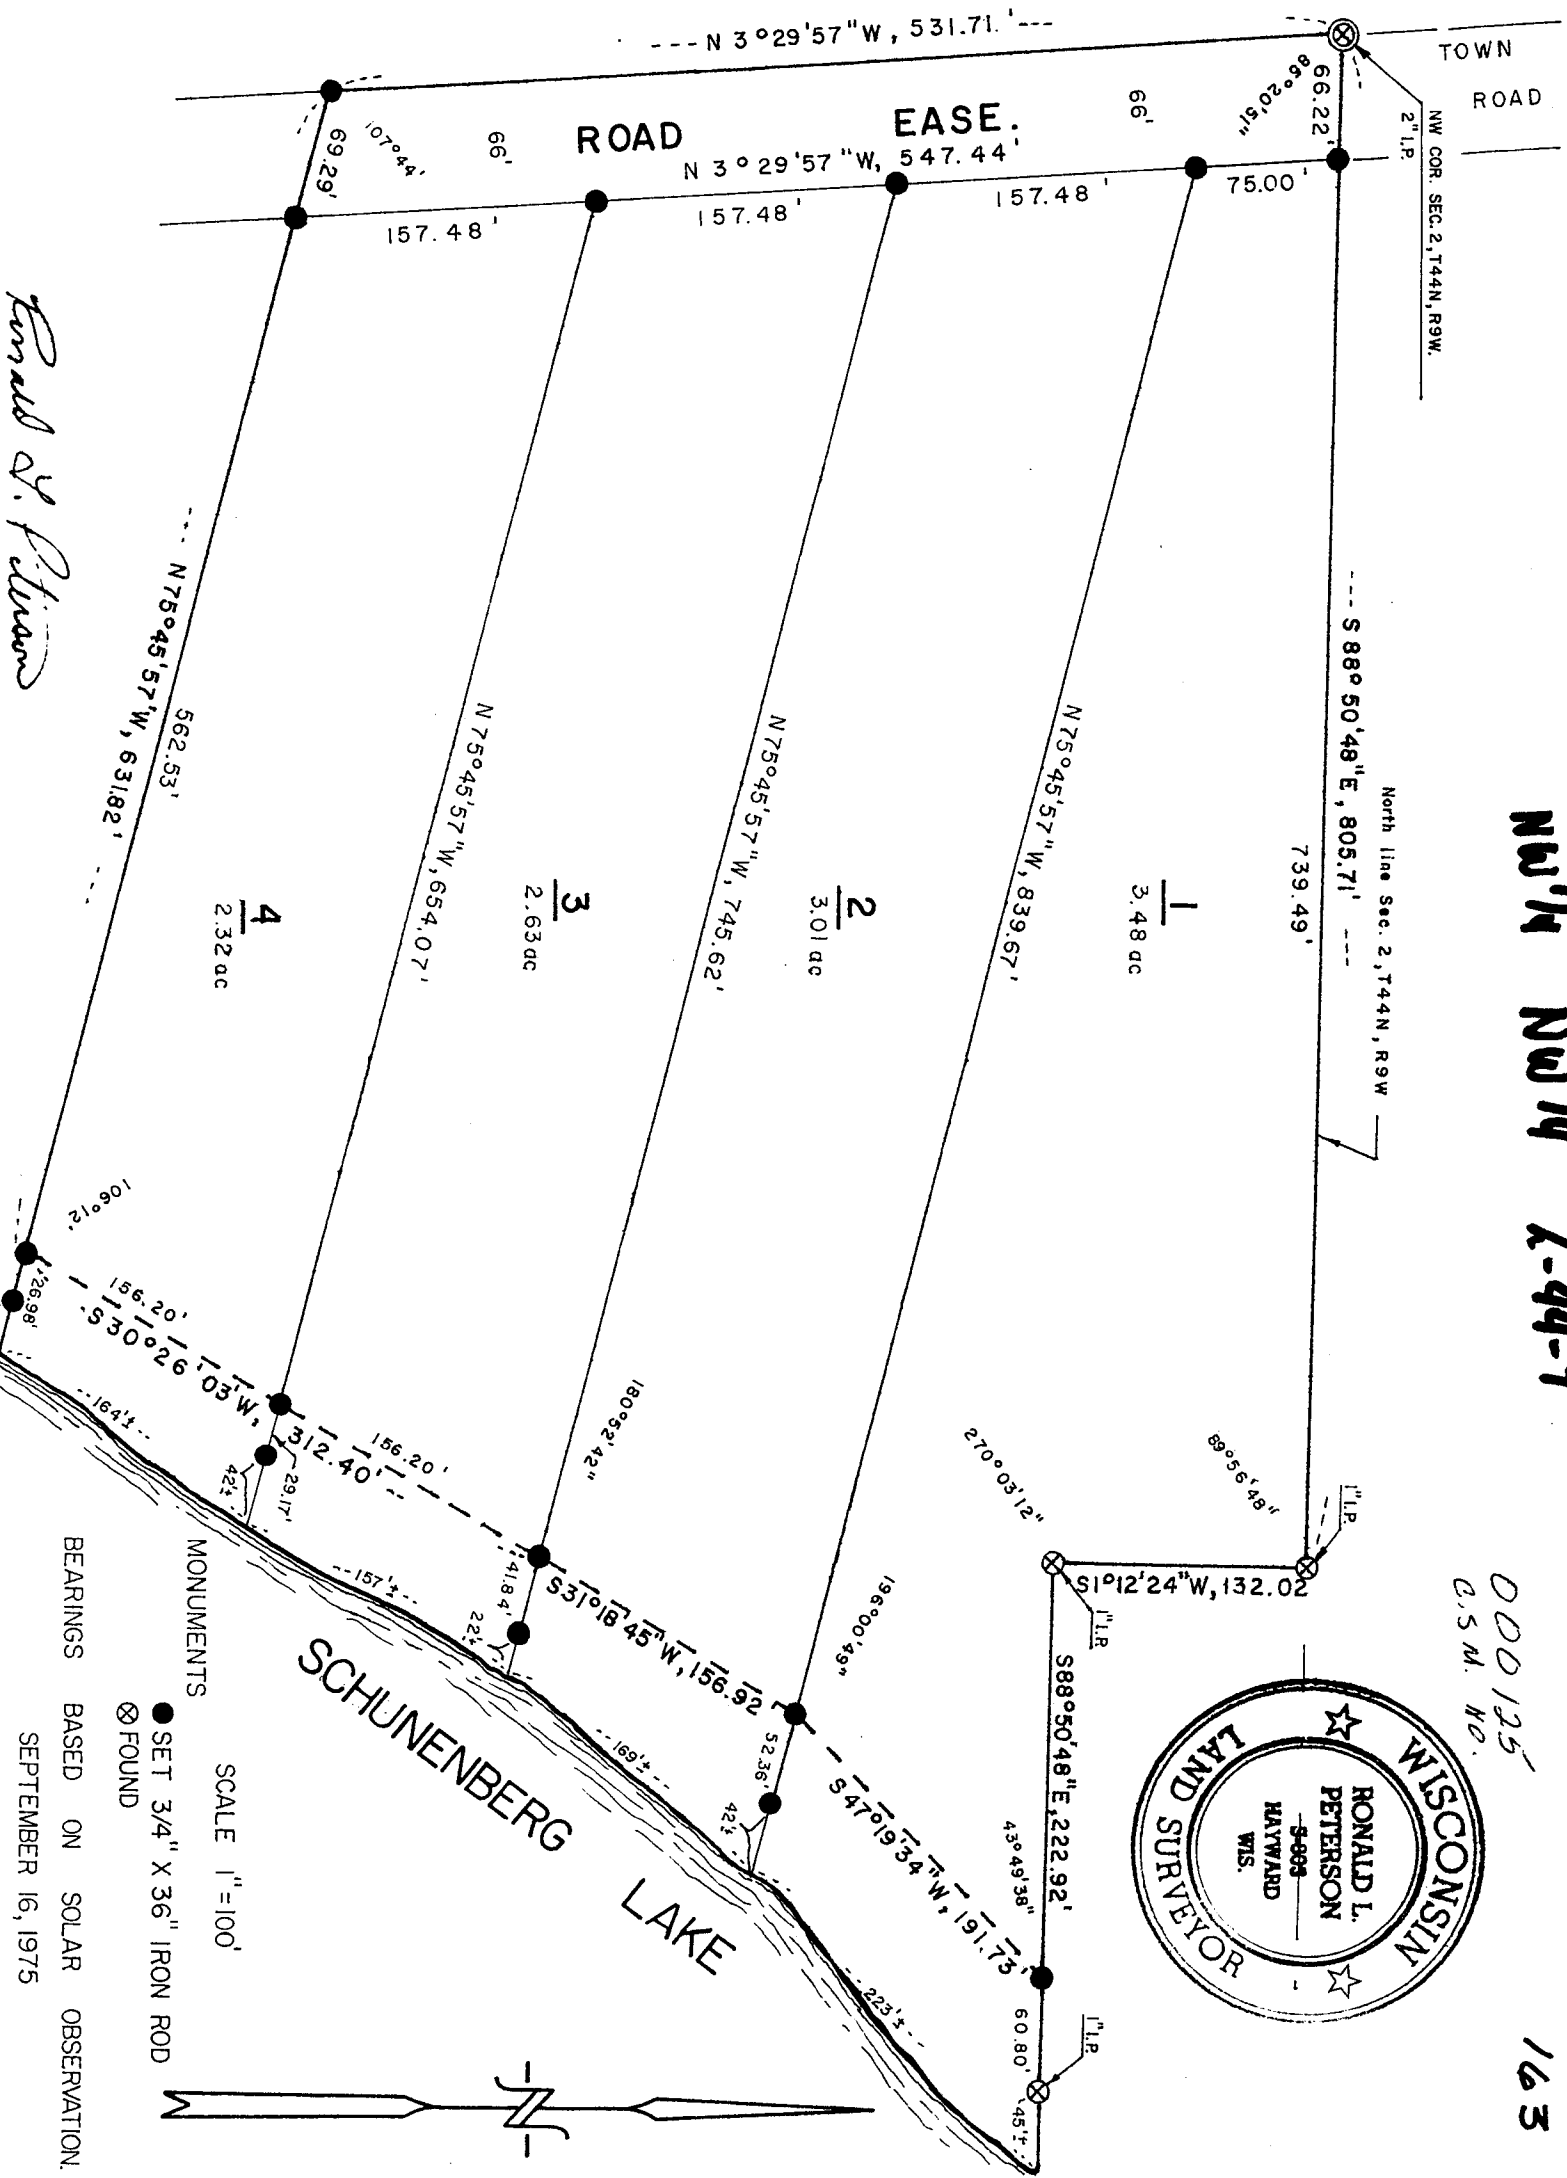 163
NW 1/4 NW 1/4 2-44-9
000125
C.S.M. NO.
TOWN
ROAD
NW COR. SEC. 2, T44N, R9W.
2" I.P.
66.22'
86°20'51"
North line Sec. 2, T44N, R9W
--- S 88°50'48"E, 805.71' ---
739.49'
1" I.P.
89°56'48"
S1°12'24"W, 132.02
270°03'12"
1" I.P.
S88°50'48"E, 222.92'
43°49'38"
60.80'
1" I.P.
45'±
WISCONSIN
RONALD L.
PETERSON
S-803
HAYWARD
WIS.
LAND SURVEYOR
--- N 3°29'57"W, 531.71.' ---
ROAD EASE.
66'
66'
N 3°29'57"W, 547.44'
75.00'
157.48'
157.48'
157.48'
69.29'
107°44'
1
3.48 ac
N75°45'57"W, 839.67'
2
3.01 ac
N75°45'57"W, 745.62'
3
2.63 ac
N75°45'57"W, 654.07'
4
2.32 ac
562.53'
--- N75°45'57"W, 631.82' ---
S47°19'34"W, 191.73'
196°00'49"
52.36'
42'±
223'±
S31°18'45"W, 156.92
180°52'42"
41.84'
22'±
169'±
156.20'
S30°26'03"W, 312.40'
156.20'
29.17'
42'±
157'±
106°12'
26.98'
164'±
SCHUNENBERG
LAKE
SCALE 1"=100'
MONUMENTS
SET 3/4" X 36" IRON ROD
FOUND
BEARINGS BASED ON SOLAR OBSERVATION.
SEPTEMBER 16, 1975
Ronald L. Peterson